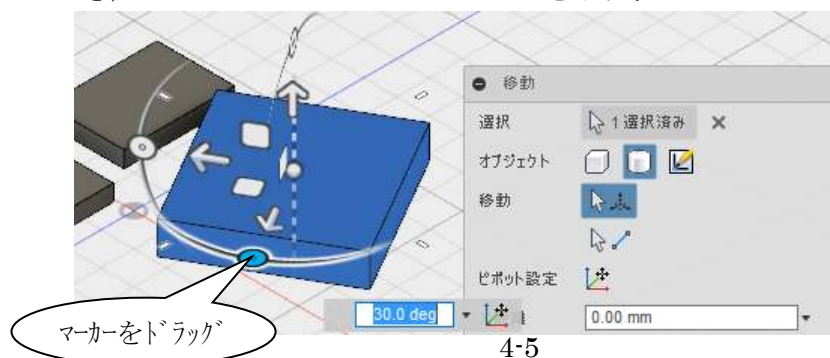 移動
選択 1 選択済み
オブジェクト
移動
ピボット設定
30.0 deg
0.00 mm
マーカーをドラッグ
4-5